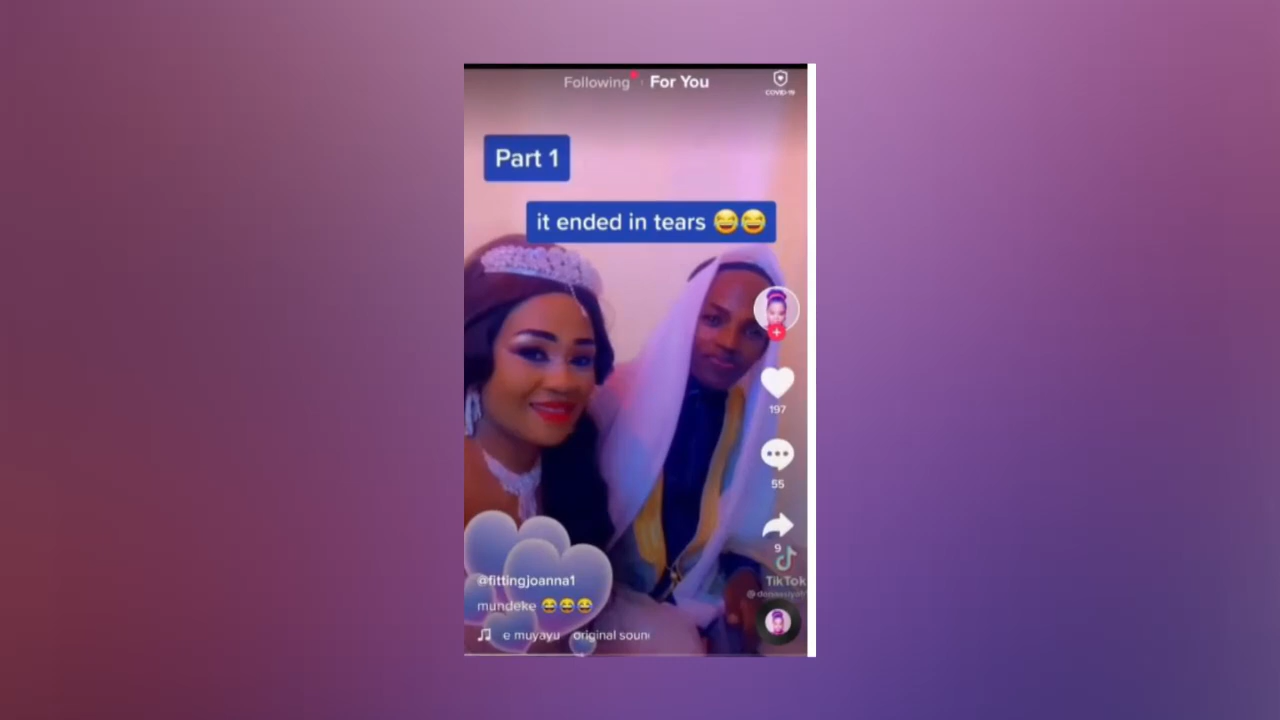 Following
For You
COVID-19
Part 1
it ended in tears 😂😂
197
55
9
TikTok
@fittingjoanna1
mundeke 😂😂😂
e muyayu original soun